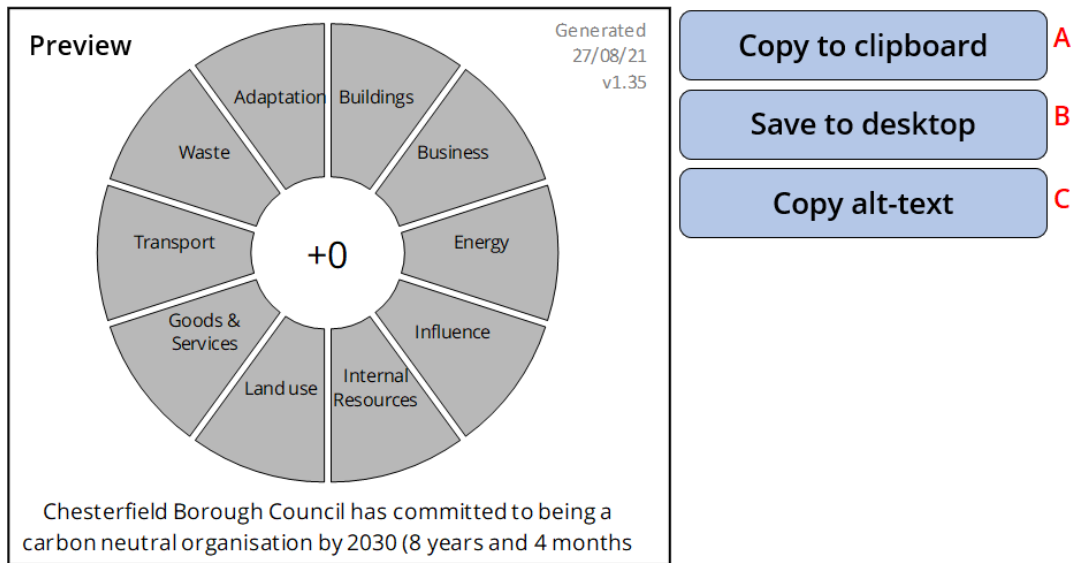 Preview
Generated
27/08/21
v1.35
Adaptation
Buildings
Waste
Business
Transport
Energy
+0
Goods &
Services
Influence
Land use
Internal
Resources
Chesterfield Borough Council has committed to being a
carbon neutral organisation by 2030 (8 years and 4 months
Copy to clipboard
A
Save to desktop
B
Copy alt-text
C